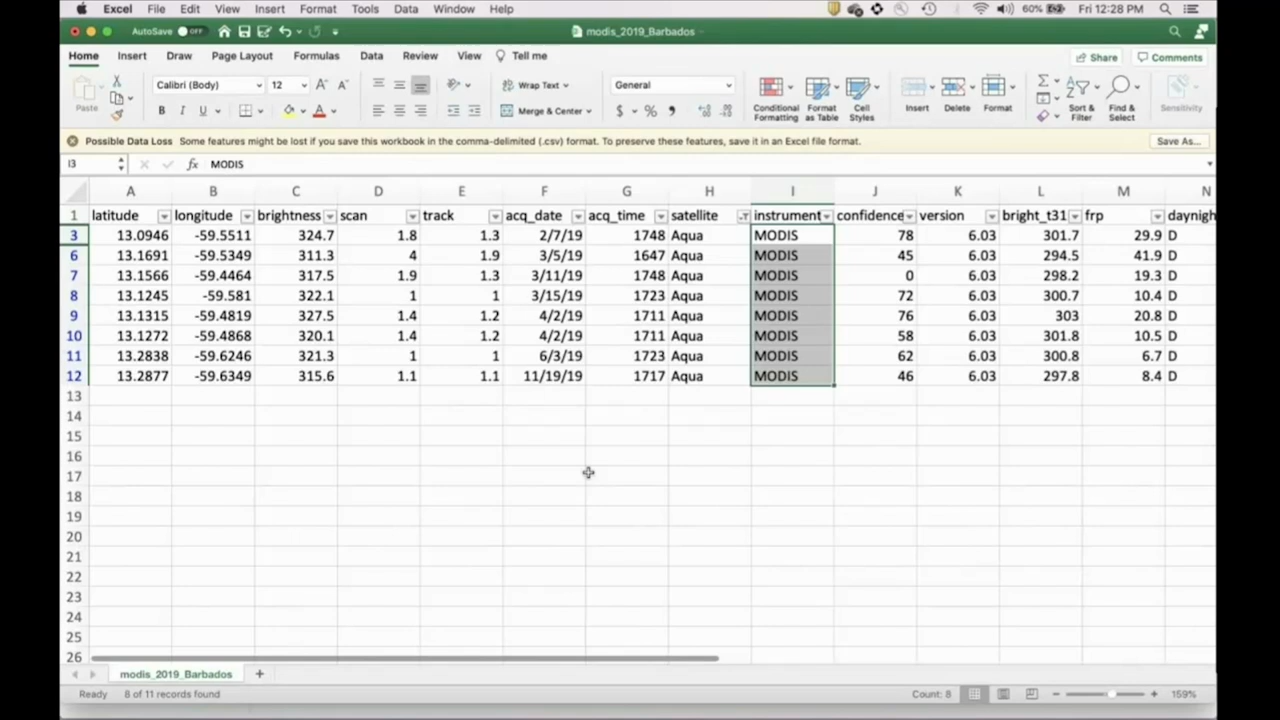 Excel File Edit View Insert Format Tools Data Window Help 60% Fri 12:28 PM
AutoSave OFF modis_2019_Barbados
Home Insert Draw Page Layout Formulas Data Review View Tell me Share Comments
Paste Calibri (Body) 12 A A Wrap Text General Conditional Formatting Format as Table Cell Styles Insert Delete Format Sort & Filter Find & Select Sensitivity
B I U A Merge & Center $ %
Possible Data Loss Some features might be lost if you save this workbook in the comma-delimited (.csv) format. To preserve these features, save it in an Excel file format. Save As...
I3 fx MODIS
A B C D E F G H I J K L M N
1 latitude longitude brightness scan track acq_date acq_time satellite instrument confidence version bright_t31 frp daynigh
3 13.0946 -59.5511 324.7 1.8 1.3 2/7/19 1748 Aqua MODIS 78 6.03 301.7 29.9 D
6 13.1691 -59.5349 311.3 4 1.9 3/5/19 1647 Aqua MODIS 45 6.03 294.5 41.9 D
7 13.1566 -59.4464 317.5 1.9 1.3 3/11/19 1748 Aqua MODIS 0 6.03 298.2 19.3 D
8 13.1245 -59.581 322.1 1 1 3/15/19 1723 Aqua MODIS 72 6.03 300.7 10.4 D
9 13.1315 -59.4819 327.5 1.4 1.2 4/2/19 1711 Aqua MODIS 76 6.03 303 20.8 D
10 13.1272 -59.4868 320.1 1.4 1.2 4/2/19 1711 Aqua MODIS 58 6.03 301.8 10.5 D
11 13.2838 -59.6246 321.3 1 1 6/3/19 1723 Aqua MODIS 62 6.03 300.8 6.7 D
12 13.2877 -59.6349 315.6 1.1 1.1 11/19/19 1717 Aqua MODIS 46 6.03 297.8 8.4 D
13
14
15
16
17
18
19
20
21
22
23
24
25
26
modis_2019_Barbados +
Ready 8 of 11 records found Count: 8 159%